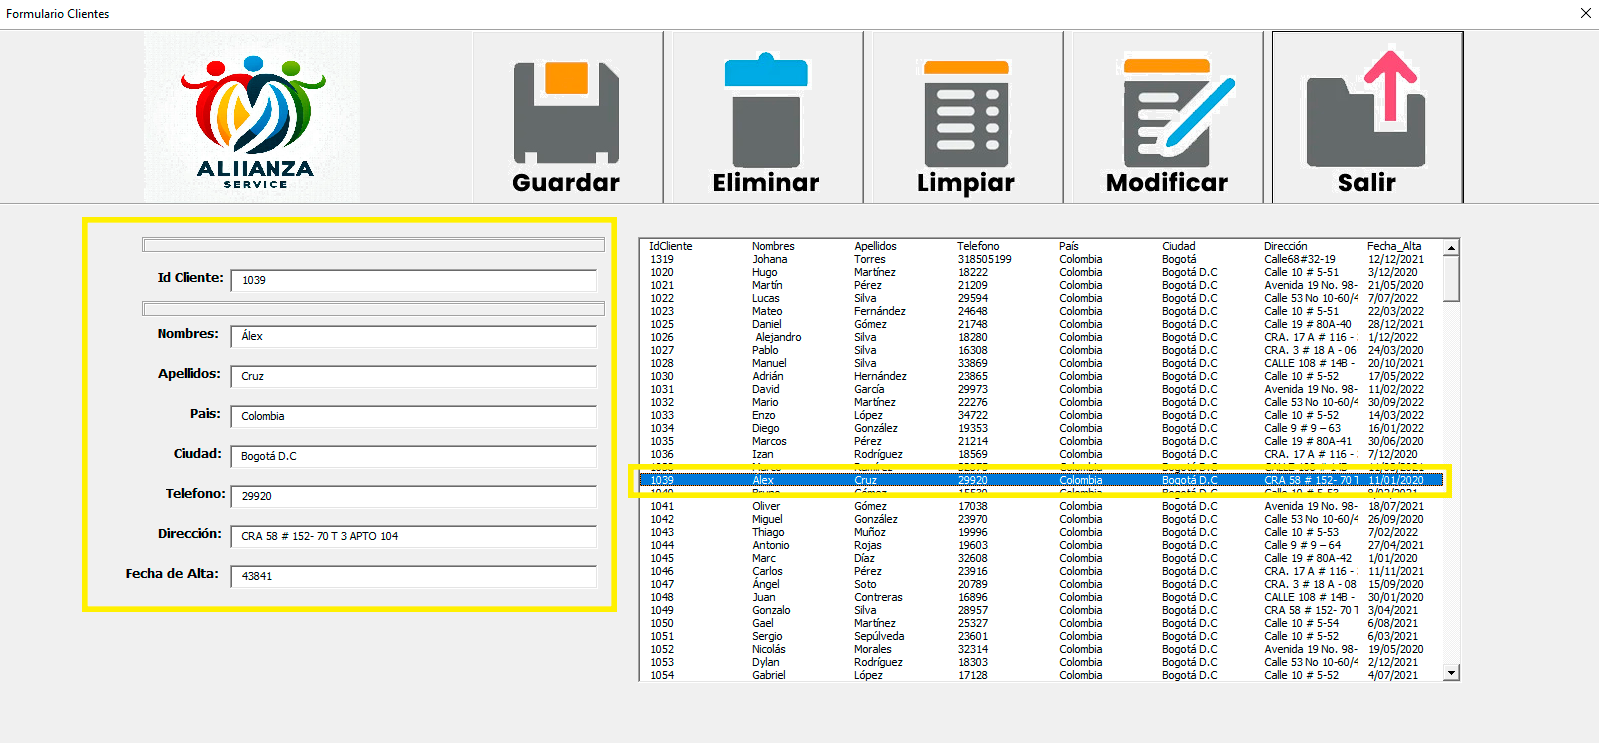 Formulario Clientes
ALIIANZA
SERVICE
Guardar
Eliminar
Limpiar
Modificar
Salir
Id Cliente: 1039
Nombres: Álex
Apellidos: Cruz
Pais: Colombia
Ciudad: Bogotá D.C
Telefono: 29920
Dirección: CRA 58 # 152- 70 T 3 APTO 104
Fecha de Alta: 43841
IdCliente Nombres Apellidos Telefono País Ciudad Dirección Fecha_Alta
1319 Johana Torres 318505199 Colombia Bogotá Calle68#32-19 12/12/2021
1020 Hugo Martínez 18222 Colombia Bogotá D.C Calle 10 # 5-51 3/12/2020
1021 Martín Pérez 21209 Colombia Bogotá D.C Avenida 19 No. 98- 21/05/2020
1022 Lucas Silva 29594 Colombia Bogotá D.C Calle 53 No 10-60/4 7/07/2022
1023 Mateo Fernández 24648 Colombia Bogotá D.C Calle 10 # 5-51 22/03/2022
1025 Daniel Gómez 21748 Colombia Bogotá D.C Calle 19 # 80A-40 28/12/2021
1026 Alejandro Silva 18280 Colombia Bogotá D.C CRA. 17 A # 116 - 1/12/2022
1027 Pablo Silva 16308 Colombia Bogotá D.C CRA. 3 # 18 A - 06 24/03/2020
1028 Manuel Silva 33869 Colombia Bogotá D.C CALLE 108 # 14B - 20/10/2021
1030 Adrián Hernández 23865 Colombia Bogotá D.C Calle 10 # 5-52 17/05/2022
1031 David García 29973 Colombia Bogotá D.C Avenida 19 No. 98- 11/02/2022
1032 Mario Martínez 22276 Colombia Bogotá D.C Calle 53 No 10-60/4 30/09/2022
1033 Enzo López 34722 Colombia Bogotá D.C Calle 10 # 5-52 14/03/2022
1034 Diego González 19353 Colombia Bogotá D.C Calle 9 # 9 – 63 16/01/2022
1035 Marcos Pérez 21214 Colombia Bogotá D.C Calle 19 # 80A-41 30/06/2020
1036 Izan Rodríguez 18569 Colombia Bogotá D.C CRA. 17 A # 116 - 7/12/2020
1039 Álex Cruz 29920 Colombia Bogotá D.C CRA 58 # 152- 70 T 11/01/2020
1041 Oliver Gómez 17038 Colombia Bogotá D.C Avenida 19 No. 98- 18/07/2021
1042 Miguel González 23970 Colombia Bogotá D.C Calle 53 No 10-60/4 26/09/2020
1043 Thiago Muñoz 19996 Colombia Bogotá D.C Calle 10 # 5-53 7/02/2022
1044 Antonio Rojas 19603 Colombia Bogotá D.C Calle 9 # 9 – 64 27/04/2021
1045 Marc Díaz 32608 Colombia Bogotá D.C Calle 19 # 80A-42 1/01/2020
1046 Carlos Pérez 23916 Colombia Bogotá D.C CRA. 17 A # 116 - 11/11/2021
1047 Ángel Soto 20789 Colombia Bogotá D.C CRA. 3 # 18 A - 08 15/09/2020
1048 Juan Contreras 16896 Colombia Bogotá D.C CALLE 108 # 14B - 30/01/2020
1049 Gonzalo Silva 28957 Colombia Bogotá D.C CRA 58 # 152- 70 T 3/04/2021
1050 Gael Martínez 25327 Colombia Bogotá D.C Calle 10 # 5-54 6/08/2021
1051 Sergio Sepúlveda 23601 Colombia Bogotá D.C Calle 10 # 5-52 6/03/2021
1052 Nicolás Morales 32314 Colombia Bogotá D.C Avenida 19 No. 98- 19/05/2020
1053 Dylan Rodríguez 18303 Colombia Bogotá D.C Calle 53 No 10-60/4 2/12/2021
1054 Gabriel López 17128 Colombia Bogotá D.C Calle 10 # 5-52 4/07/2021